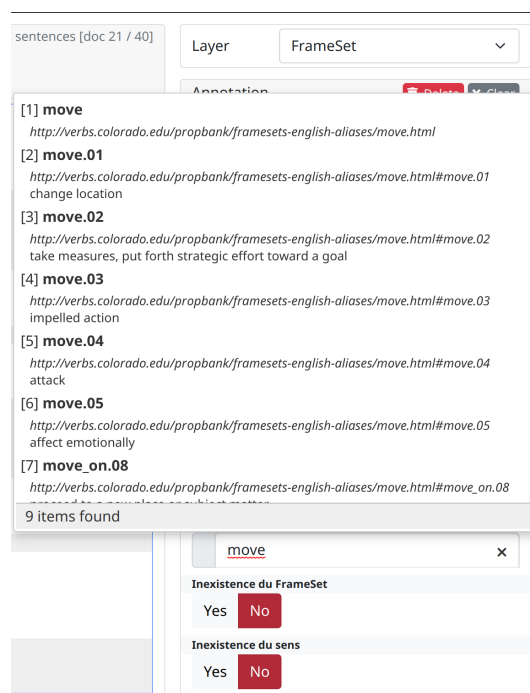 sentences [doc 21 / 40]
Layer
FrameSet
Annotation Delete Clear
[1] move
http://verbs.colorado.edu/propbank/framesets-english-aliases/move.html
[2] move.01
http://verbs.colorado.edu/propbank/framesets-english-aliases/move.html#move.01
change location
[3] move.02
http://verbs.colorado.edu/propbank/framesets-english-aliases/move.html#move.02
take measures, put forth strategic effort toward a goal
[4] move.03
http://verbs.colorado.edu/propbank/framesets-english-aliases/move.html#move.03
impelled action
[5] move.04
http://verbs.colorado.edu/propbank/framesets-english-aliases/move.html#move.04
attack
[6] move.05
http://verbs.colorado.edu/propbank/framesets-english-aliases/move.html#move.05
affect emotionally
[7] move_on.08
http://verbs.colorado.edu/propbank/framesets-english-aliases/move.html#move_on.08
proceed to a new place or subject matter
9 items found
move
Inexistence du FrameSet
Yes No
Inexistence du sens
Yes No